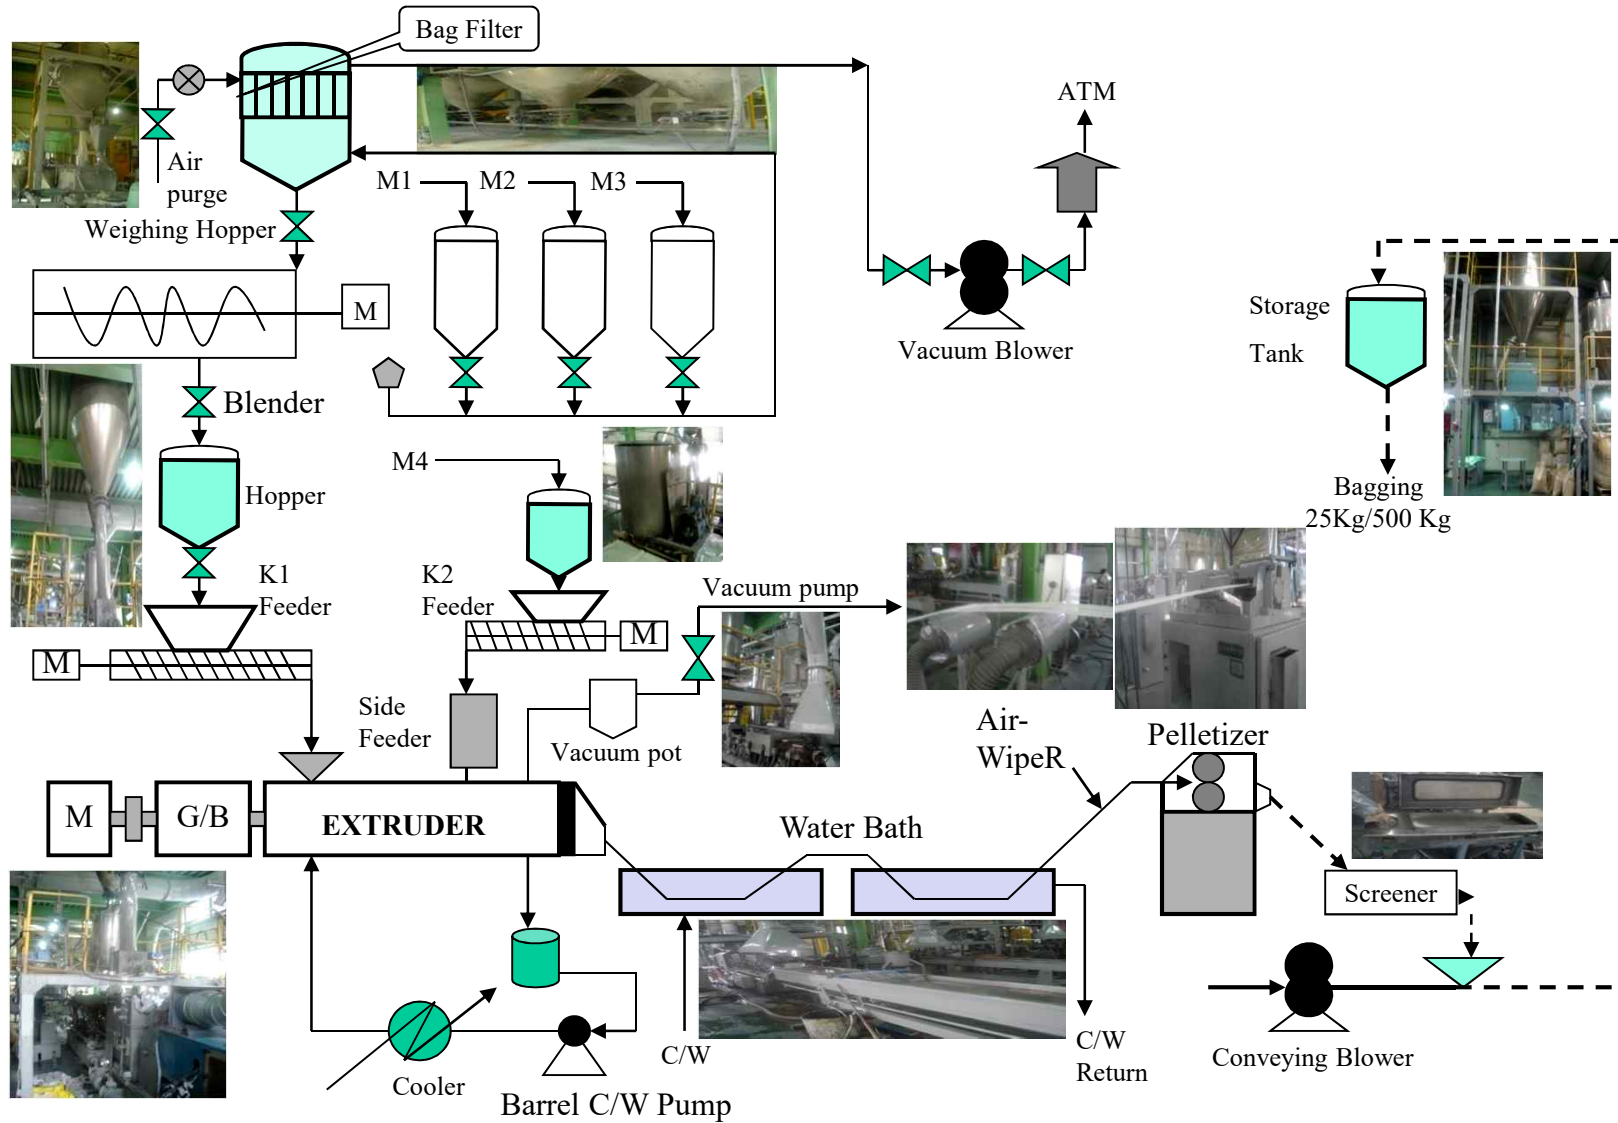 Bag Filter
ATM
Air
purge
M1
M2
M3
Weighing Hopper
M
Vacuum Blower
Storage
Tank
Blender
M4
Hopper
Bagging
25Kg/500 Kg
K1
Feeder
K2
Feeder
Vacuum pump
M
M
Side
Feeder
Vacuum pot
Air-
WipeR
Pelletizer
M
G/B
EXTRUDER
Water Bath
Screener
C/W
C/W
Return
Cooler
Conveying Blower
Barrel C/W Pump